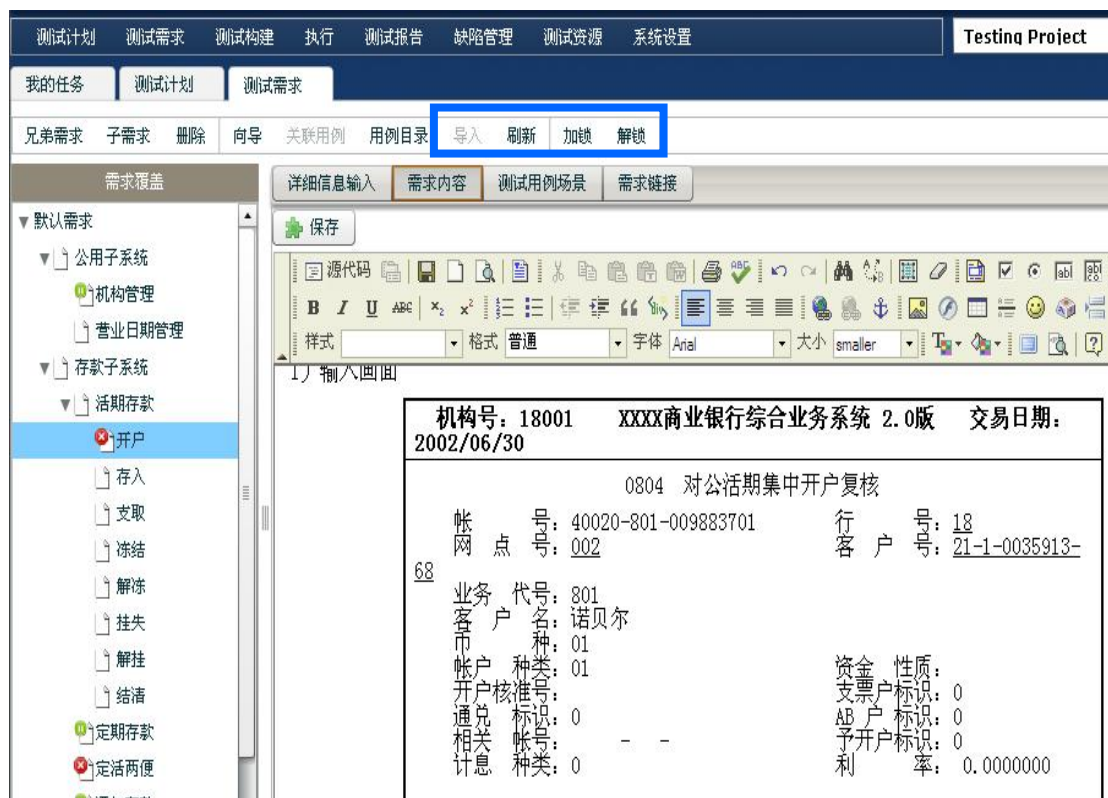 测试计划 测试需求 测试构建 执行 测试报告 缺陷管理 测试资源 系统设置 Testing Project
我的任务 测试计划 测试需求
兄弟需求 子需求 删除 向导 关联用例 用例目录 导入 刷新 加锁 解锁
需求覆盖
默认需求
公用子系统
机构管理
营业日期管理
存款子系统
活期存款
开户
存入
支取
冻结
解冻
挂失
解挂
结清
定期存款
定活两便
详细信息输入 需求内容 测试用例场景 需求链接
保存
源代码
B I U ABC x₂ x²
样式 格式 普通 字体 Arial 大小 smaller
1) 输入画面
机构号：18001 XXXX商业银行综合业务系统 2.0版 交易日期：
2002/06/30
0804 对公活期集中开户复核
帐 号：40020-801-009883701 行 号：18
网 点 号：002 客 户 号：21-1-0035913-
68
业务 代号：801
客 户 名：诺贝尔
币 种：01
帐户 种类：01 资金 性质：
开户核准号： 支票户标识：0
通兑 标识：0 AB 户 标识：0
相关 帐号： - - 予开户标识：0
计息 种类：0 利 率： 0.0000000